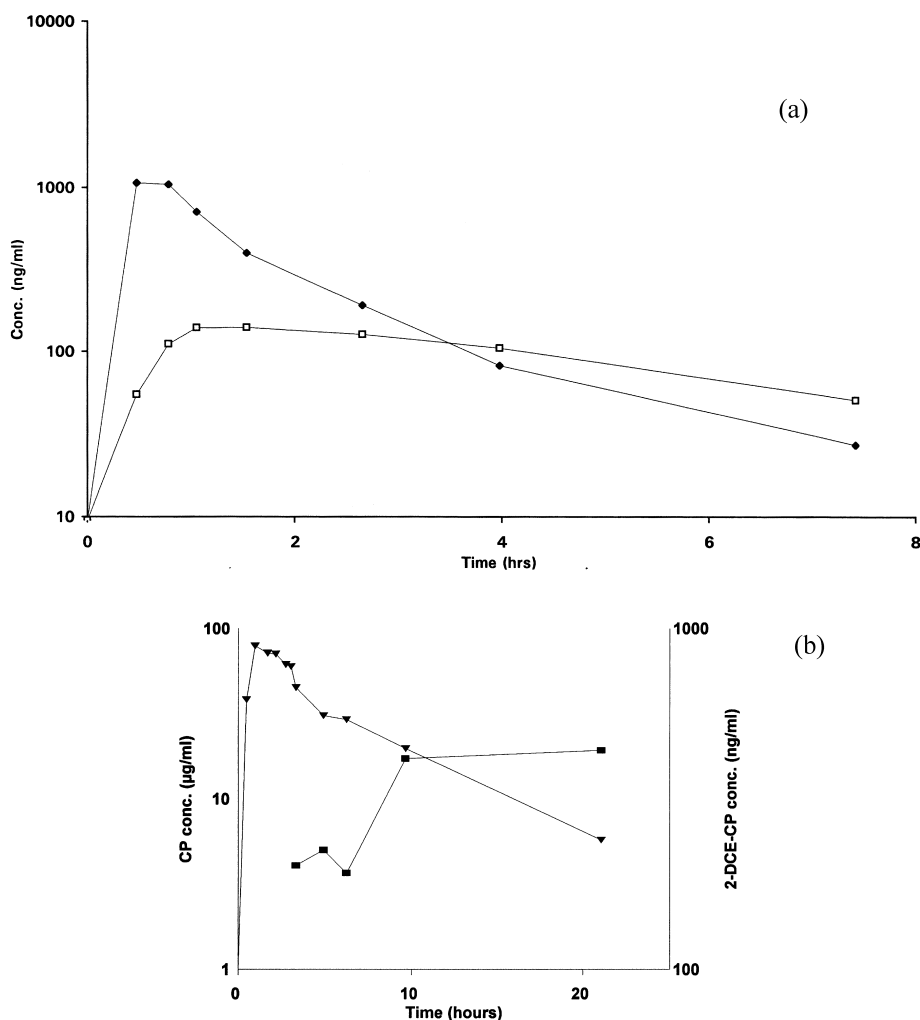 10000
(a)
1000
Conc. (ng/ml)
100
10
0 2 4 6 8
Time (hrs)
100 1000
(b)
CP conc. (µg/ml)
10
2-DCE-CP conc. (ng/ml)
1 100
0 10 20
Time (hours)